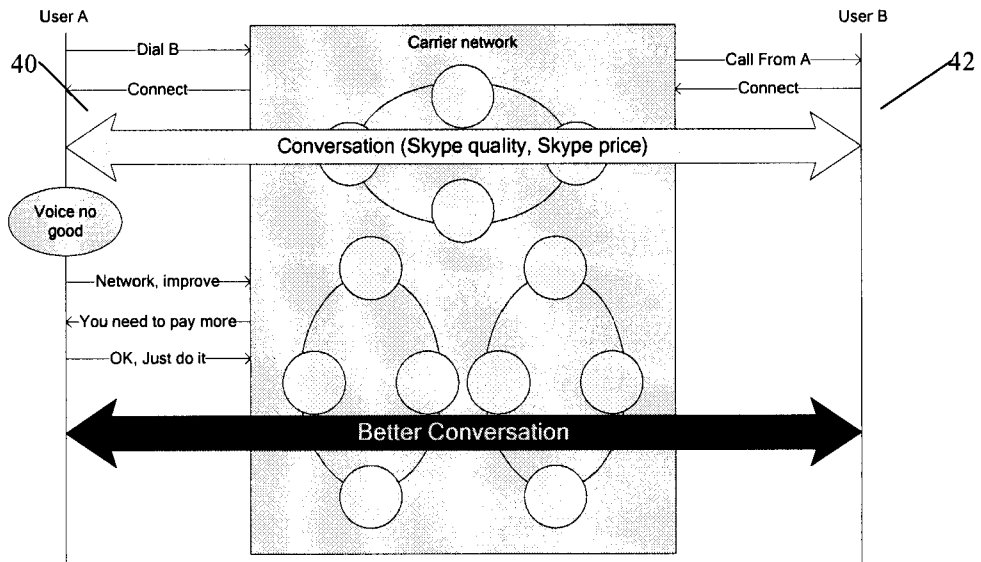 User A
User B
Dial B
Carrier network
Call From A
40
Connect
Connect
42
Conversation (Skype quality, Skype price)
Voice no
good
Network, improve
You need to pay more
OK, Just do it
Better Conversation